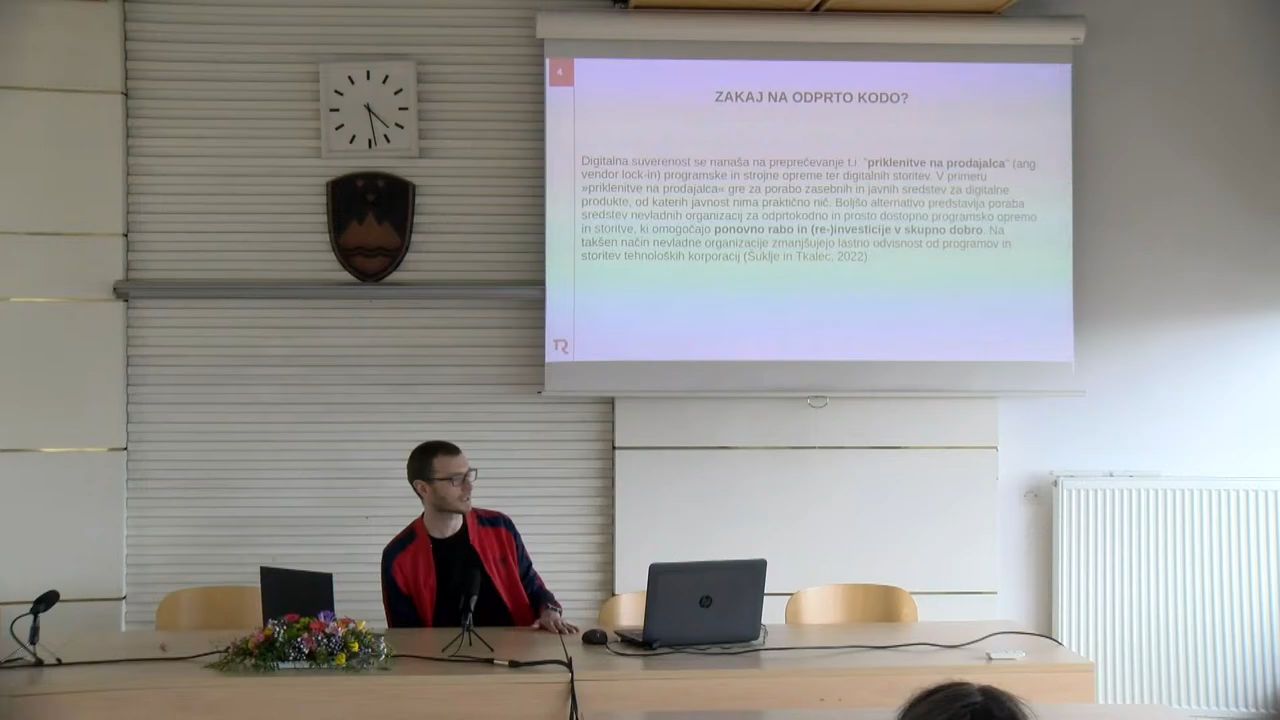 4
ZAKAJ NA ODPRTO KODO?
Digitalna suverenost se nanaša na preprečevanje t.i. "priklenitve na prodajalca" (ang.
vendor lock-in) programske in strojne opreme ter digitalnih storitev. V primeru
»priklenitve na prodajalca« gre za porabo zasebnih in javnih sredstev za digitalne
produkte, od katerih javnost nima praktično nič. Boljšo alternativo predstavlja poraba
sredstev nevladnih organizacij za odprtokodno in prosto dostopno programsko opremo
in storitve, ki omogočajo ponovno rabo in (re-)investicije v skupno dobro. Na
takšen način nevladne organizacije zmanjšujejo lastno odvisnost od programov in
storitev tehnoloških korporacij (Šuklje in Tkalec, 2022).
hp